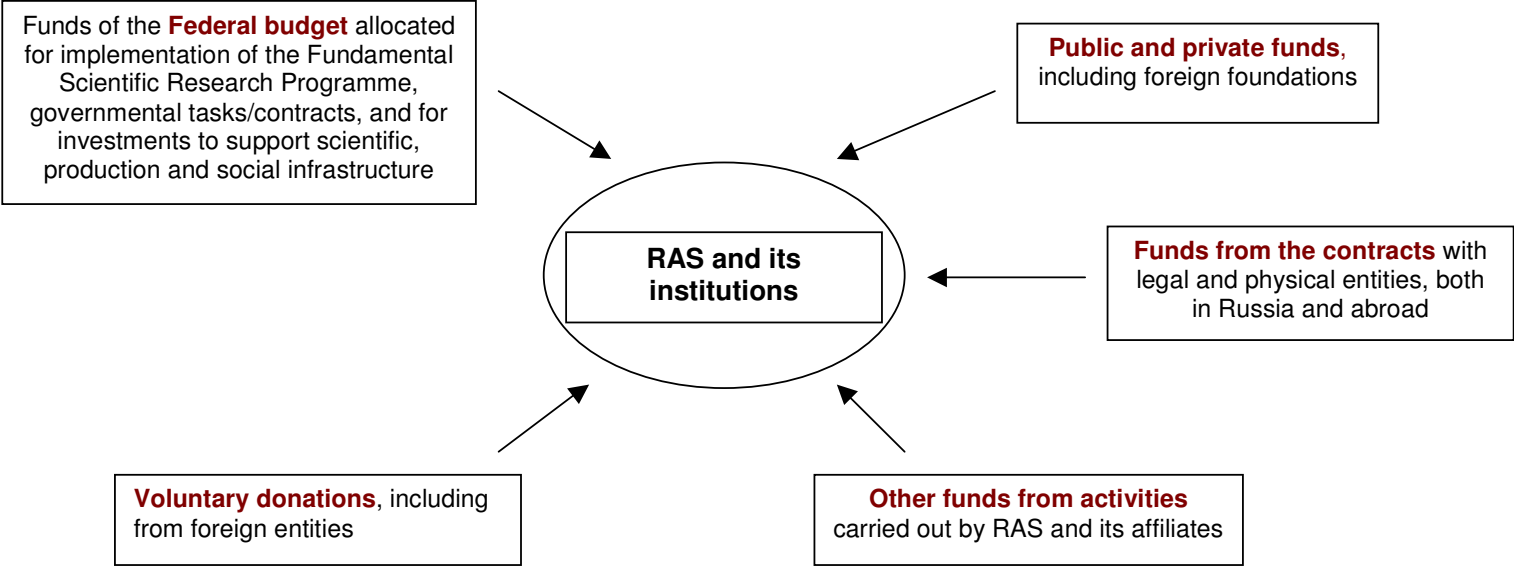 Funds of the Federal budget allocated
for implementation of the Fundamental
Scientific Research Programme,
governmental tasks/contracts, and for
investments to support scientific,
production and social infrastructure
Public and private funds,
including foreign foundations
RAS and its
institutions
Funds from the contracts with
legal and physical entities, both
in Russia and abroad
Voluntary donations, including
from foreign entities
Other funds from activities
carried out by RAS and its affiliates